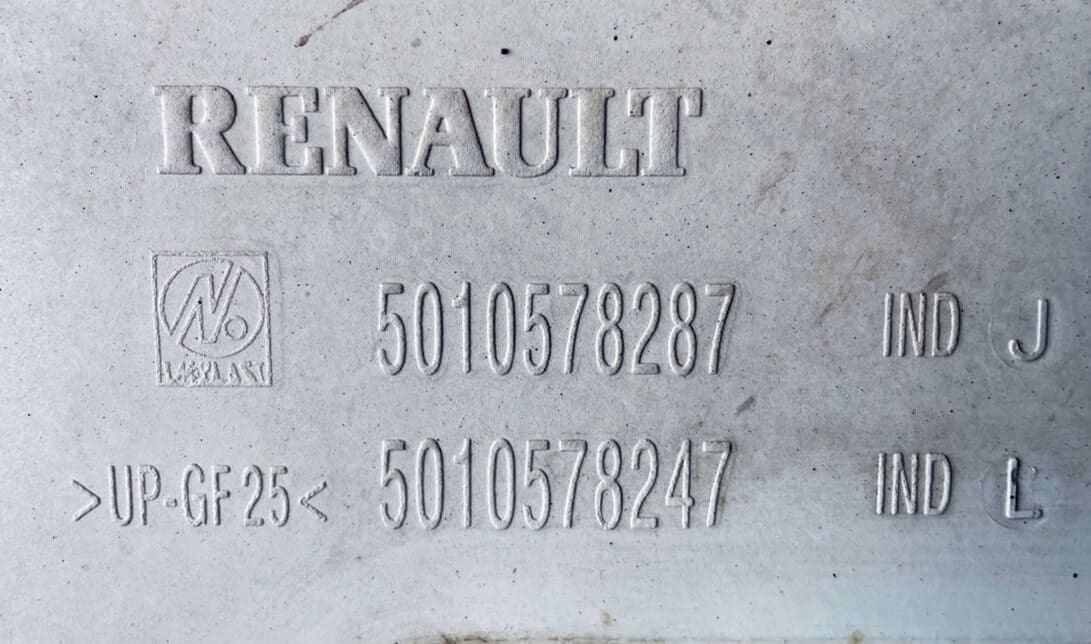 RENAULT
5010578287 IND J
>UP-GF25< 5010578247 IND L